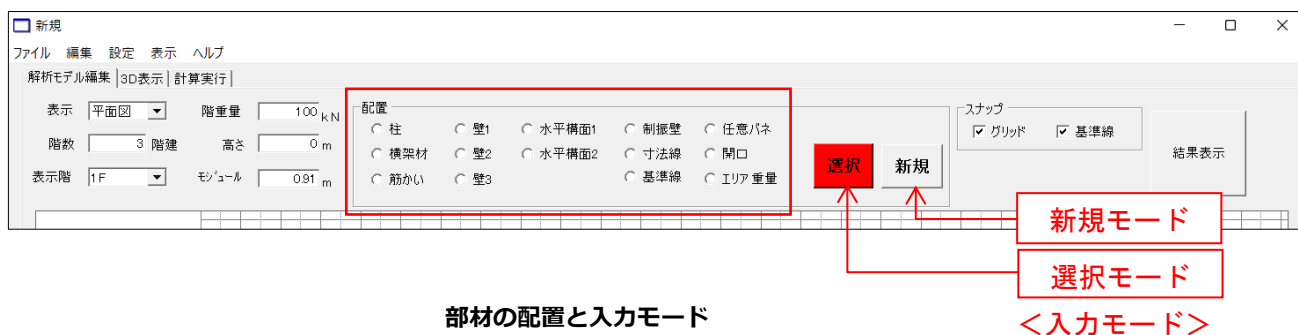 新規
ファイル 編集 設定 表示 ヘルプ
解析モデル編集 3D表示 計算実行
表示 平面図 階重量 100 kN
階数 3 階建 高さ 0 m
表示階 1F モジュール 0.91 m
配置
柱 壁1 水平構面1 制振壁 任意バネ
横架材 壁2 水平構面2 寸法線 開口
筋かい 壁3 基準線 エリア重量
選択 新規
スナップ
グリッド 基準線
結果表示
新規モード
選択モード
部材の配置と入力モード
＜入力モード＞